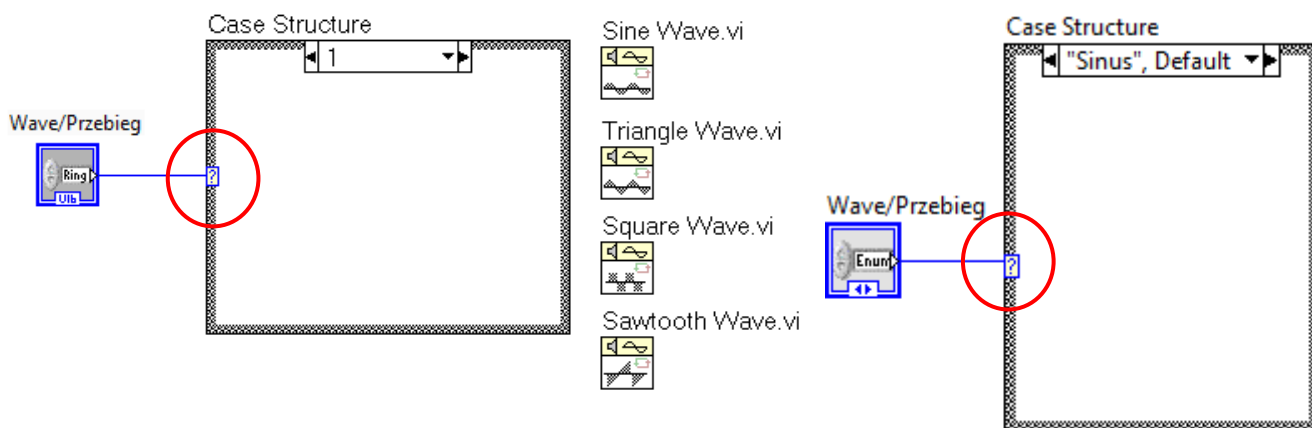 Case Structure
1
Wave/Przebieg
Ring
U16
?
Sine Wave.vi
Triangle Wave.vi
Square Wave.vi
Sawtooth Wave.vi
Case Structure
"Sinus", Default
Wave/Przebieg
Enum
?